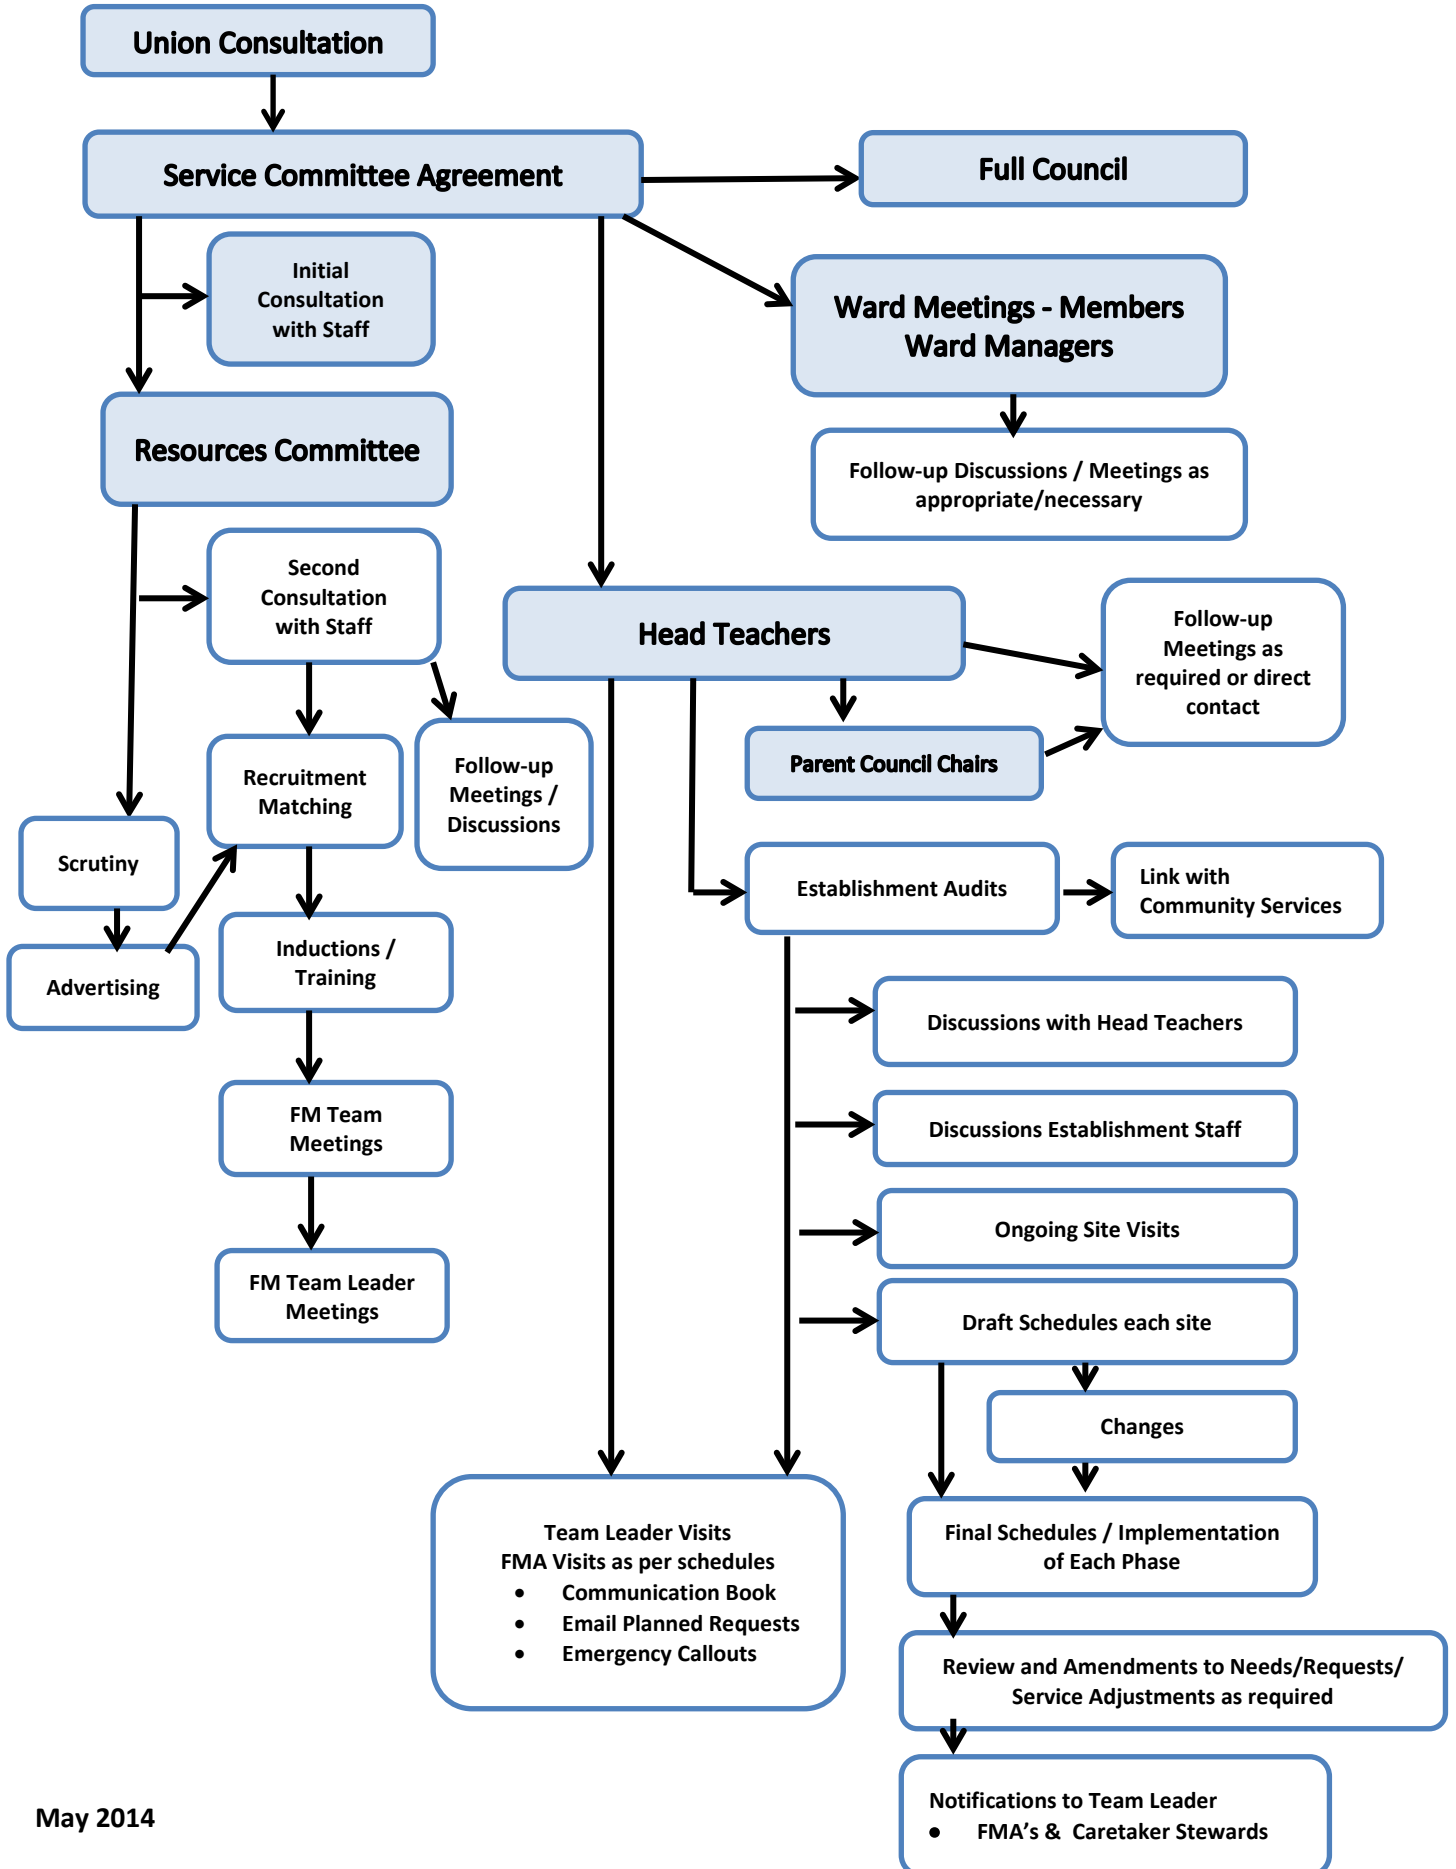 Union Consultation
Service Committee Agreement
Full Council
Initial
Consultation
with Staff
Ward Meetings - Members
Ward Managers
Resources Committee
Follow-up Discussions / Meetings as
appropriate/necessary
Second
Consultation
with Staff
Head Teachers
Follow-up
Meetings as
required or direct
contact
Parent Council Chairs
Recruitment
Matching
Follow-up
Meetings /
Discussions
Scrutiny
Establishment Audits
Link with
Community Services
Advertising
Inductions /
Training
Discussions with Head Teachers
FM Team
Meetings
Discussions Establishment Staff
Ongoing Site Visits
FM Team Leader
Meetings
Draft Schedules each site
Changes
Team Leader Visits
FMA Visits as per schedules
• Communication Book
• Email Planned Requests
• Emergency Callouts
Final Schedules / Implementation
of Each Phase
Review and Amendments to Needs/Requests/
Service Adjustments as required
Notifications to Team Leader
• FMA’s & Caretaker Stewards
May 2014